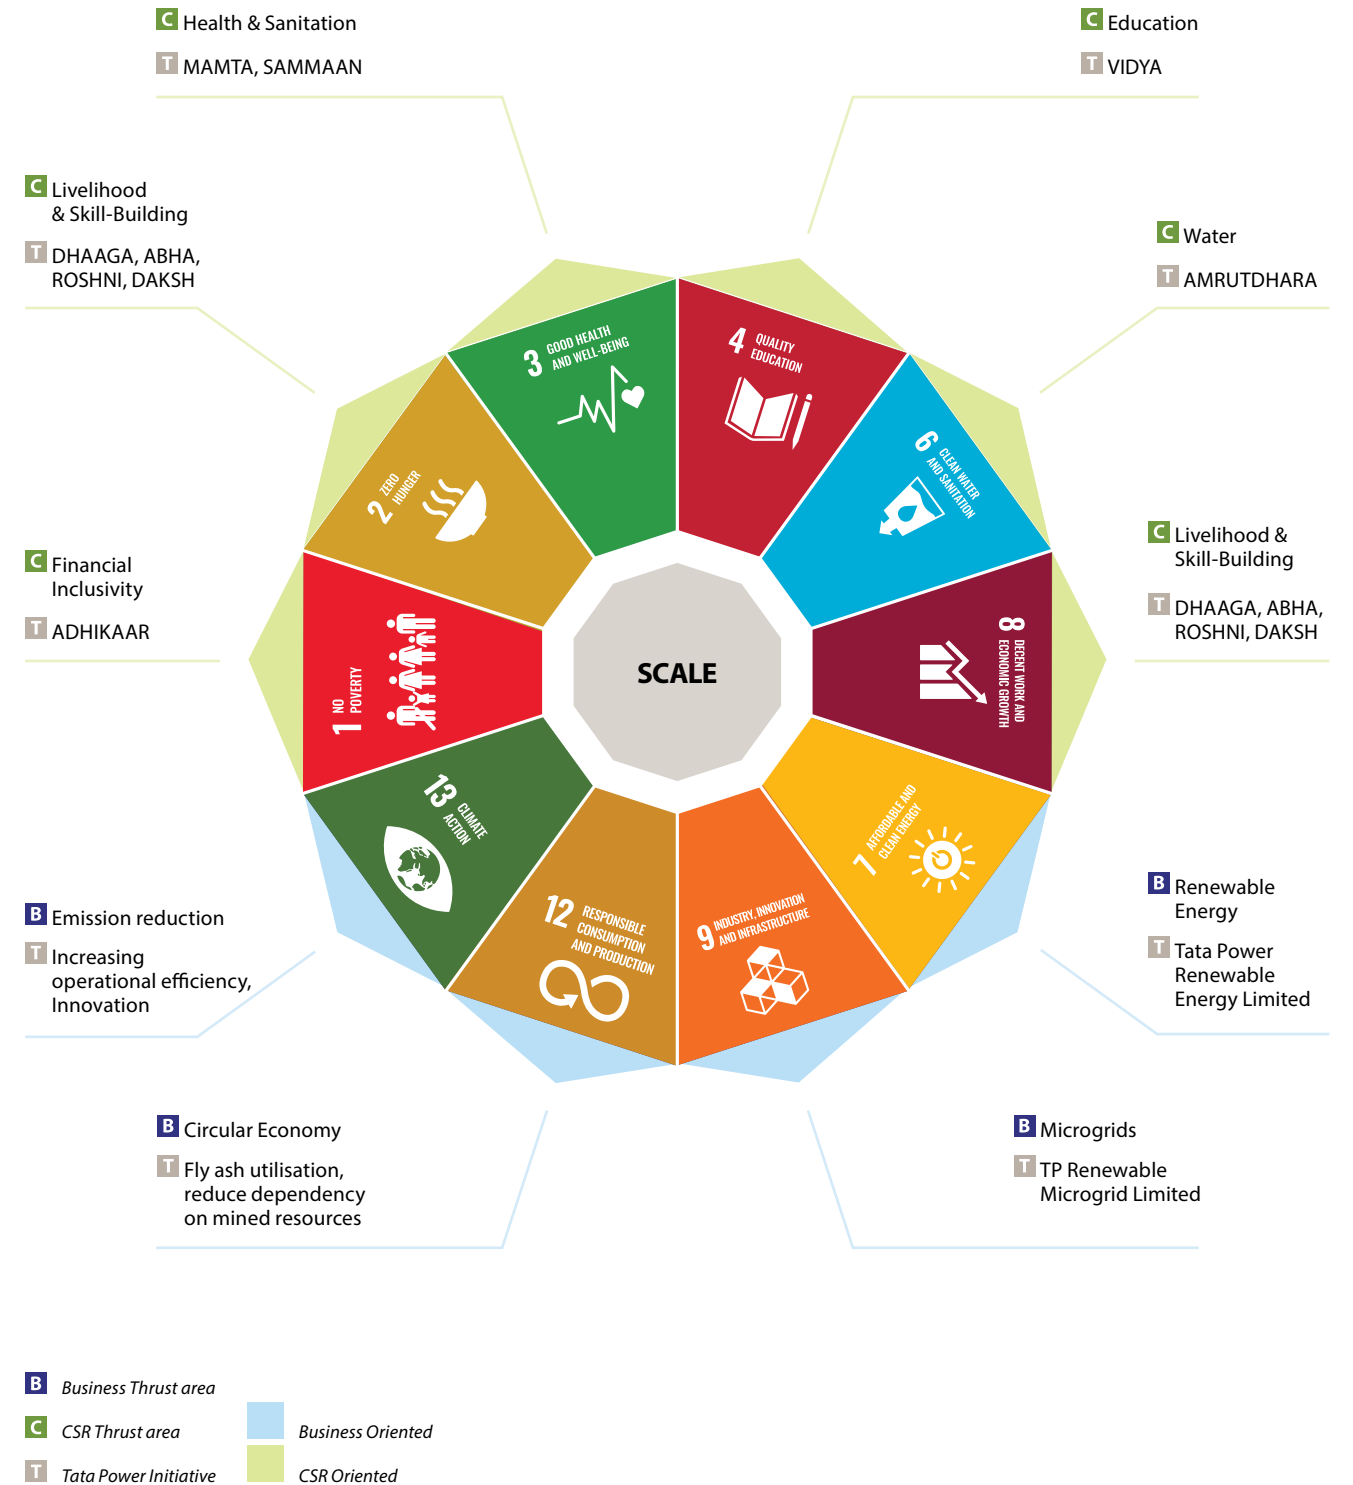 C Health & Sanitation
T MAMTA, SAMMAAN
C Education
T VIDYA
C Livelihood
& Skill-Building
T DHAAGA, ABHA,
ROSHNI, DAKSH
C Water
T AMRUTDHARA
3 GOOD HEALTH
AND WELL-BEING
4 QUALITY
EDUCATION
2 ZERO
HUNGER
6 CLEAN WATER
AND SANITATION
C Financial
Inclusivity
T ADHIKAAR
C Livelihood &
Skill-Building
T DHAAGA, ABHA,
ROSHNI, DAKSH
1 NO
POVERTY
SCALE
8 DECENT WORK AND
ECONOMIC GROWTH
13 CLIMATE
ACTION
7 AFFORDABLE AND
CLEAN ENERGY
12 RESPONSIBLE
CONSUMPTION
AND PRODUCTION
9 INDUSTRY, INNOVATION
AND INFRASTRUCTURE
B Emission reduction
T Increasing
operational efficiency,
Innovation
B Renewable
Energy
T Tata Power
Renewable
Energy Limited
B Circular Economy
T Fly ash utilisation,
reduce dependency
on mined resources
B Microgrids
T TP Renewable
Microgrid Limited
B Business Thrust area
C CSR Thrust area
Business Oriented
T Tata Power Initiative
CSR Oriented